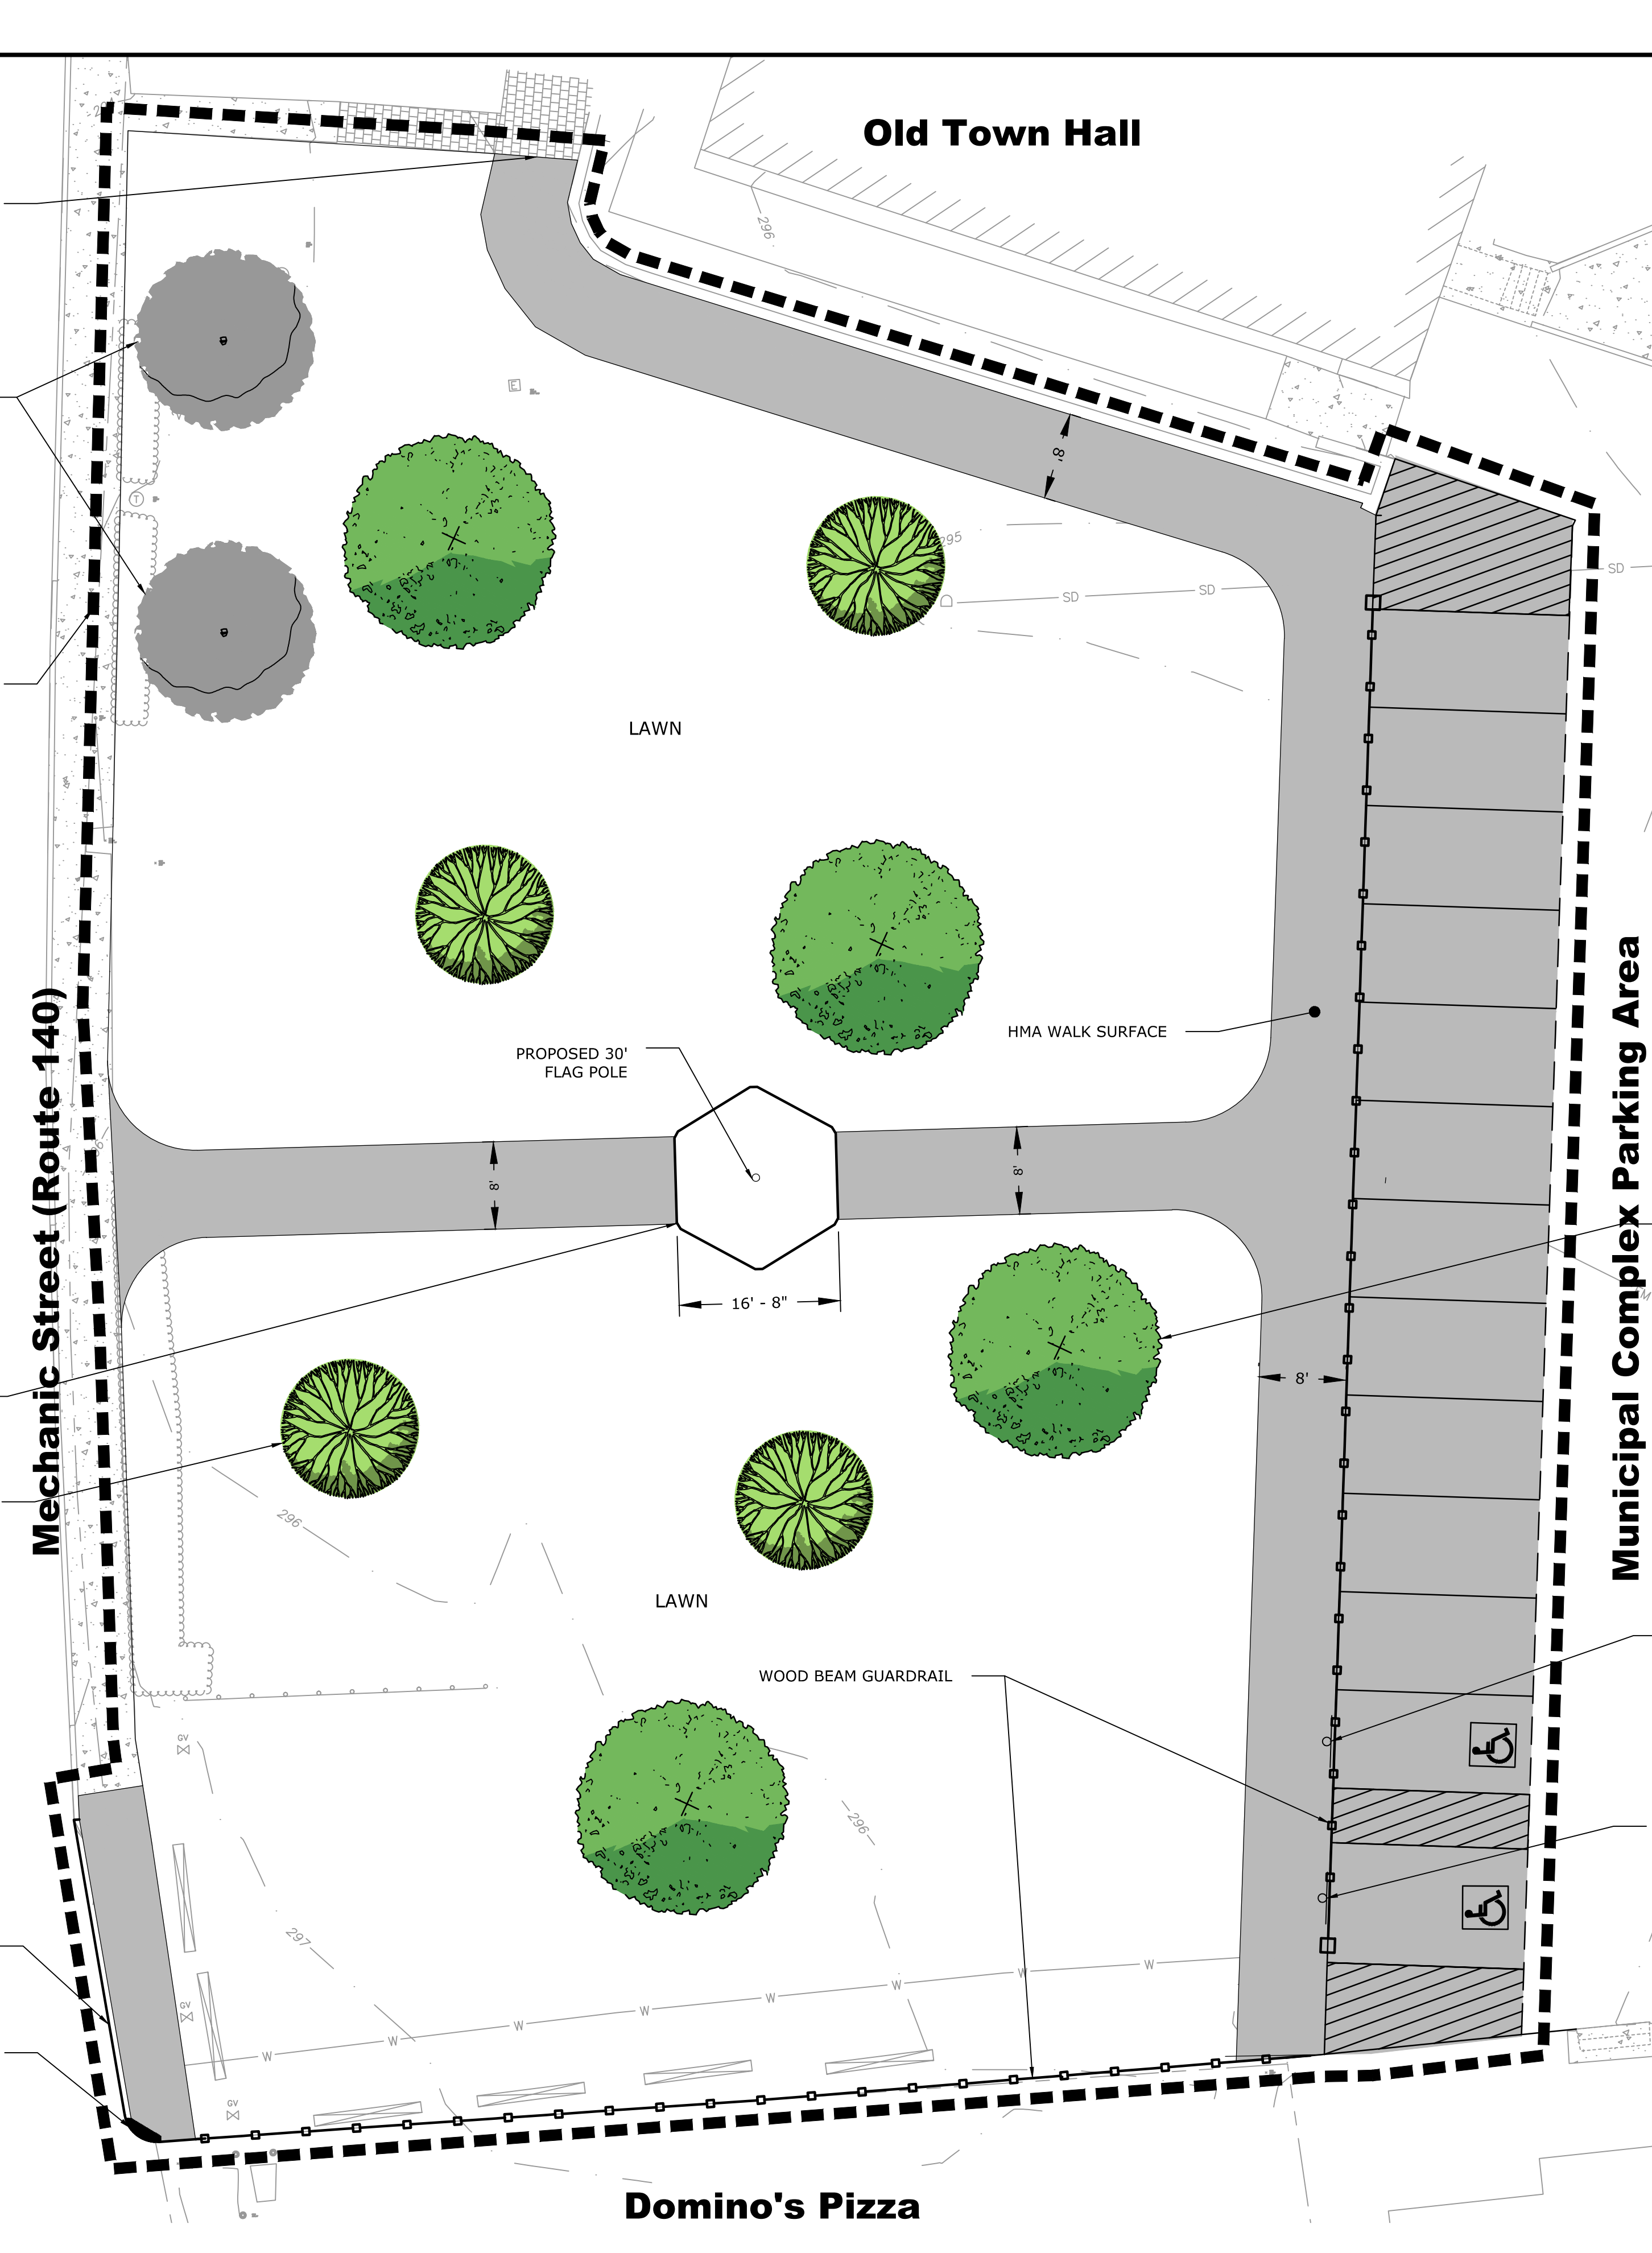 Old Town Hall
296
E
8'
T
295
SD
SD
SD
LAWN
HMA WALK SURFACE
PROPOSED 30'
FLAG POLE
Mechanic Street (Route 140)
Municipal Complex Parking Area
8'
8'
16' - 8"
8'
296
LAWN
WOOD BEAM GUARDRAIL
GV
296
297
W
W
W
W
W
W
W
W
GV
GV
Domino's Pizza